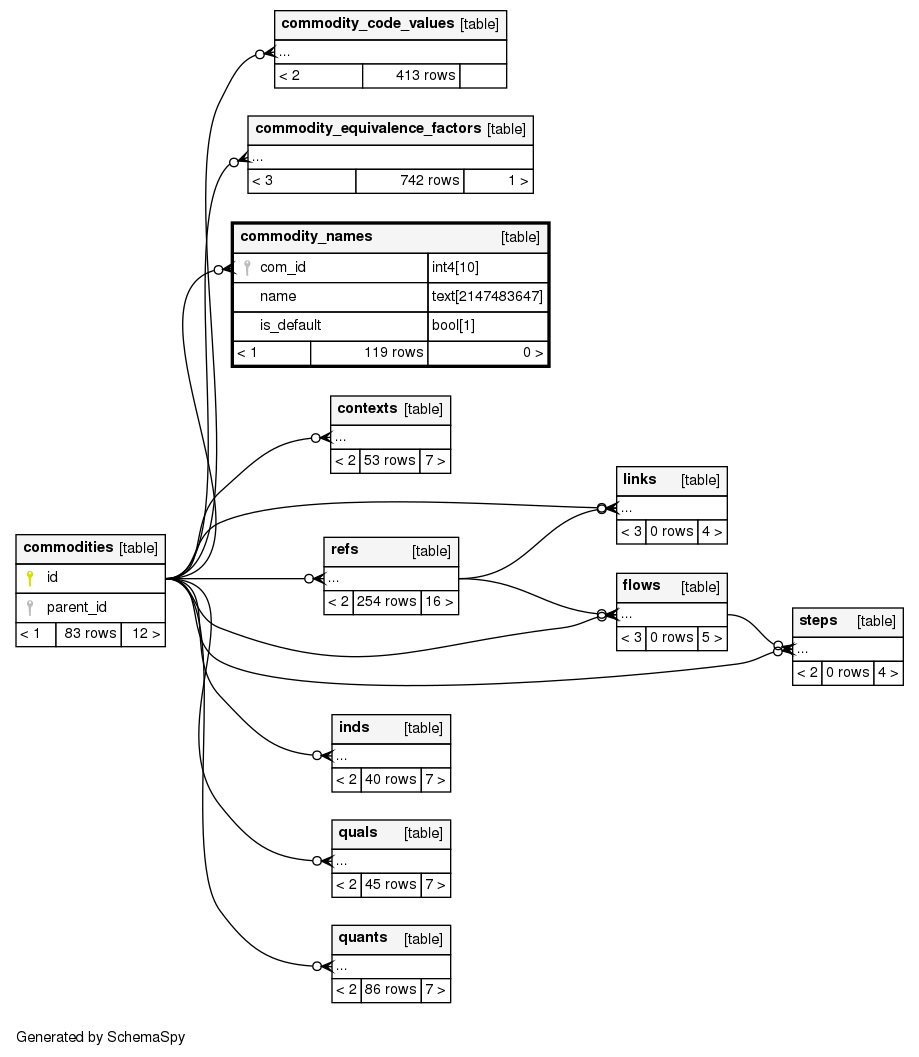 commodity_code_values [table]
...
< 2 413 rows
commodity_equivalence_factors [table]
...
< 3 742 rows 1 >
commodity_names [table]
com_id int4[10]
name text[2147483647]
is_default bool[1]
< 1 119 rows 0 >
contexts [table]
...
< 2 53 rows 7 >
links [table]
...
< 3 0 rows 4 >
commodities [table]
id
parent_id
< 1 83 rows 12 >
refs [table]
...
< 2 254 rows 16 >
flows [table]
...
< 3 0 rows 5 >
steps [table]
...
< 2 0 rows 4 >
inds [table]
...
< 2 40 rows 7 >
quals [table]
...
< 2 45 rows 7 >
quants [table]
...
< 2 86 rows 7 >
Generated by SchemaSpy